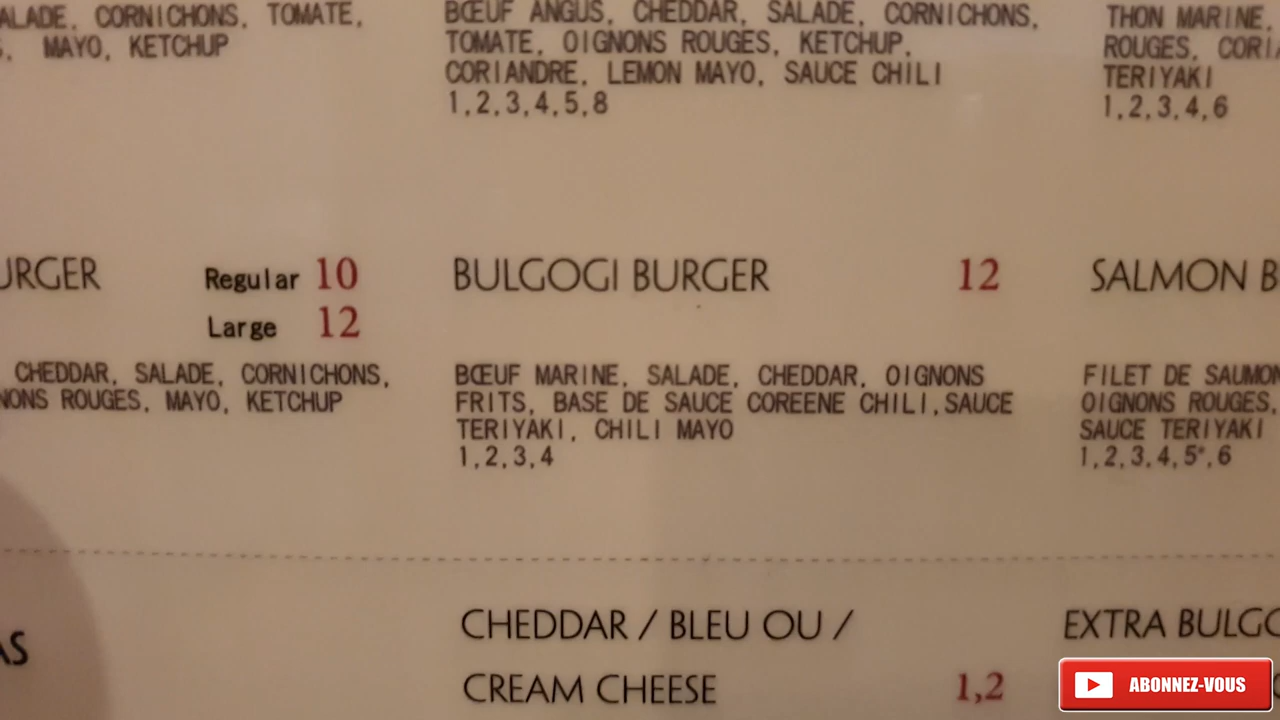 SALADE, CORNICHONS, TOMATE,
MAYO, KETCHUP
BŒUF ANGUS, CHEDDAR, SALADE, CORNICHONS,
TOMATE, OIGNONS ROUGES, KETCHUP,
CORIANDRE, LEMON MAYO, SAUCE CHILI
1,2,3,4,5,8
THON MARINE,
ROUGES, CORI
TERIYAKI
1,2,3,4,6
URGER Regular 10
Large 12
CHEDDAR, SALADE, CORNICHONS,
NONS ROUGES, MAYO, KETCHUP
BULGOGI BURGER 12
BŒUF MARINE, SALADE, CHEDDAR, OIGNONS
FRITS, BASE DE SAUCE COREENE CHILI,SAUCE
TERIYAKI, CHILI MAYO
1,2,3,4
SALMON B
FILET DE SAUMON
OIGNONS ROUGES,
SAUCE TERIYAKI
1,2,3,4,5*,6
AS
CHEDDAR / BLEU OU /
CREAM CHEESE 1,2
EXTRA BULGO
ABONNEZ-VOUS